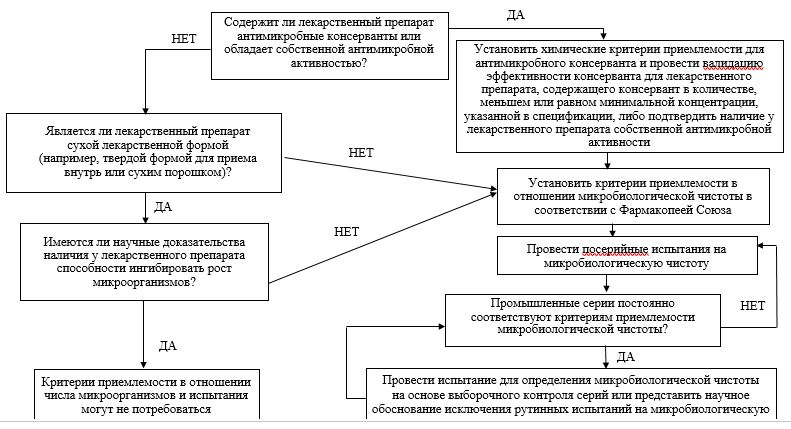 Содержит ли лекарственный препарат
антимикробные консерванты или
обладает собственной антимикробной
активностью?
ДА
НЕТ
Установить химические критерии приемлемости для
антимикробного консерванта и провести валидацию
эффективности консерванта для лекарственного
препарата, содержащего консервант в количестве,
меньшем или равном минимальной концентрации,
указанной в спецификации, либо подтвердить наличие у
лекарственного препарата собственной антимикробной
активности
Является ли лекарственный препарат
сухой лекарственной формой
(например, твердой формой для приема
внутрь или сухим порошком)?
НЕТ
ДА
Установить критерии приемлемости в
отношении микробиологической чистоты в
соответствии с Фармакопеей Союза
Имеются ли научные доказательства
наличия у лекарственного препарата
способности ингибировать рост
микроорганизмов?
НЕТ
Провести посерийные испытания на
микробиологическую чистоту
Промышленные серии постоянно
соответствуют критериям приемлемости
микробиологической чистоты?
НЕТ
ДА
ДА
Критерии приемлемости в отношении
числа микроорганизмов и испытания
могут не потребоваться
Провести испытание для определения микробиологической чистоты
на основе выборочного контроля серий или представить научное
обоснование исключения рутинных испытаний на микробиологическую